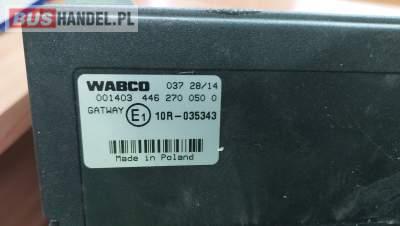 BUSHANDEL.PL
WABCO 037 28/14
001403 446 270 050 0
GATWAY E1 10R-035343
Made in Poland